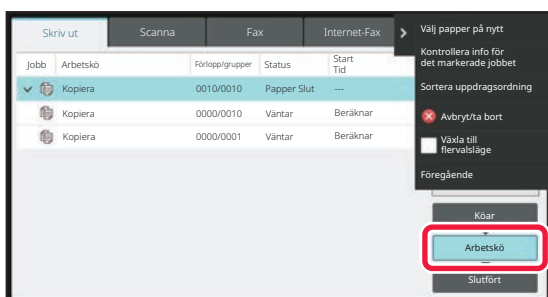 Skriv ut
Scanna
Fax
Internet-Fax
Jobb Arbetskö Förlopp/grupper Status Start Tid
Kopiera 0010/0010 Papper Slut ---
Kopiera 0000/0010 Väntar Beräknar
Kopiera 0000/0001 Väntar Beräknar
Välj papper på nytt
Kontrollera info för
det markerade jobbet
Sortera uppdragsordning
Avbryt/ta bort
Växla till
flervalsläge
Föregående
Köar
Arbetskö
Slutfört